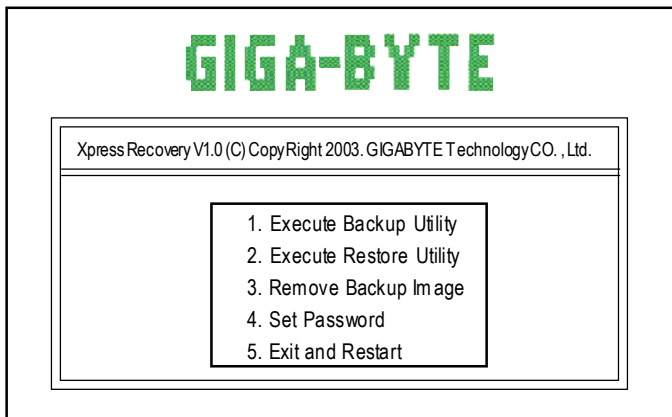 GIGA-BYTE
Xpress Recovery V1.0 (C) CopyRight 2003. GIGABYTE Technology CO. , Ltd.
1. Execute Backup Utility
2. Execute Restore Utility
3. Remove Backup Image
4. Set Password
5. Exit and Restart